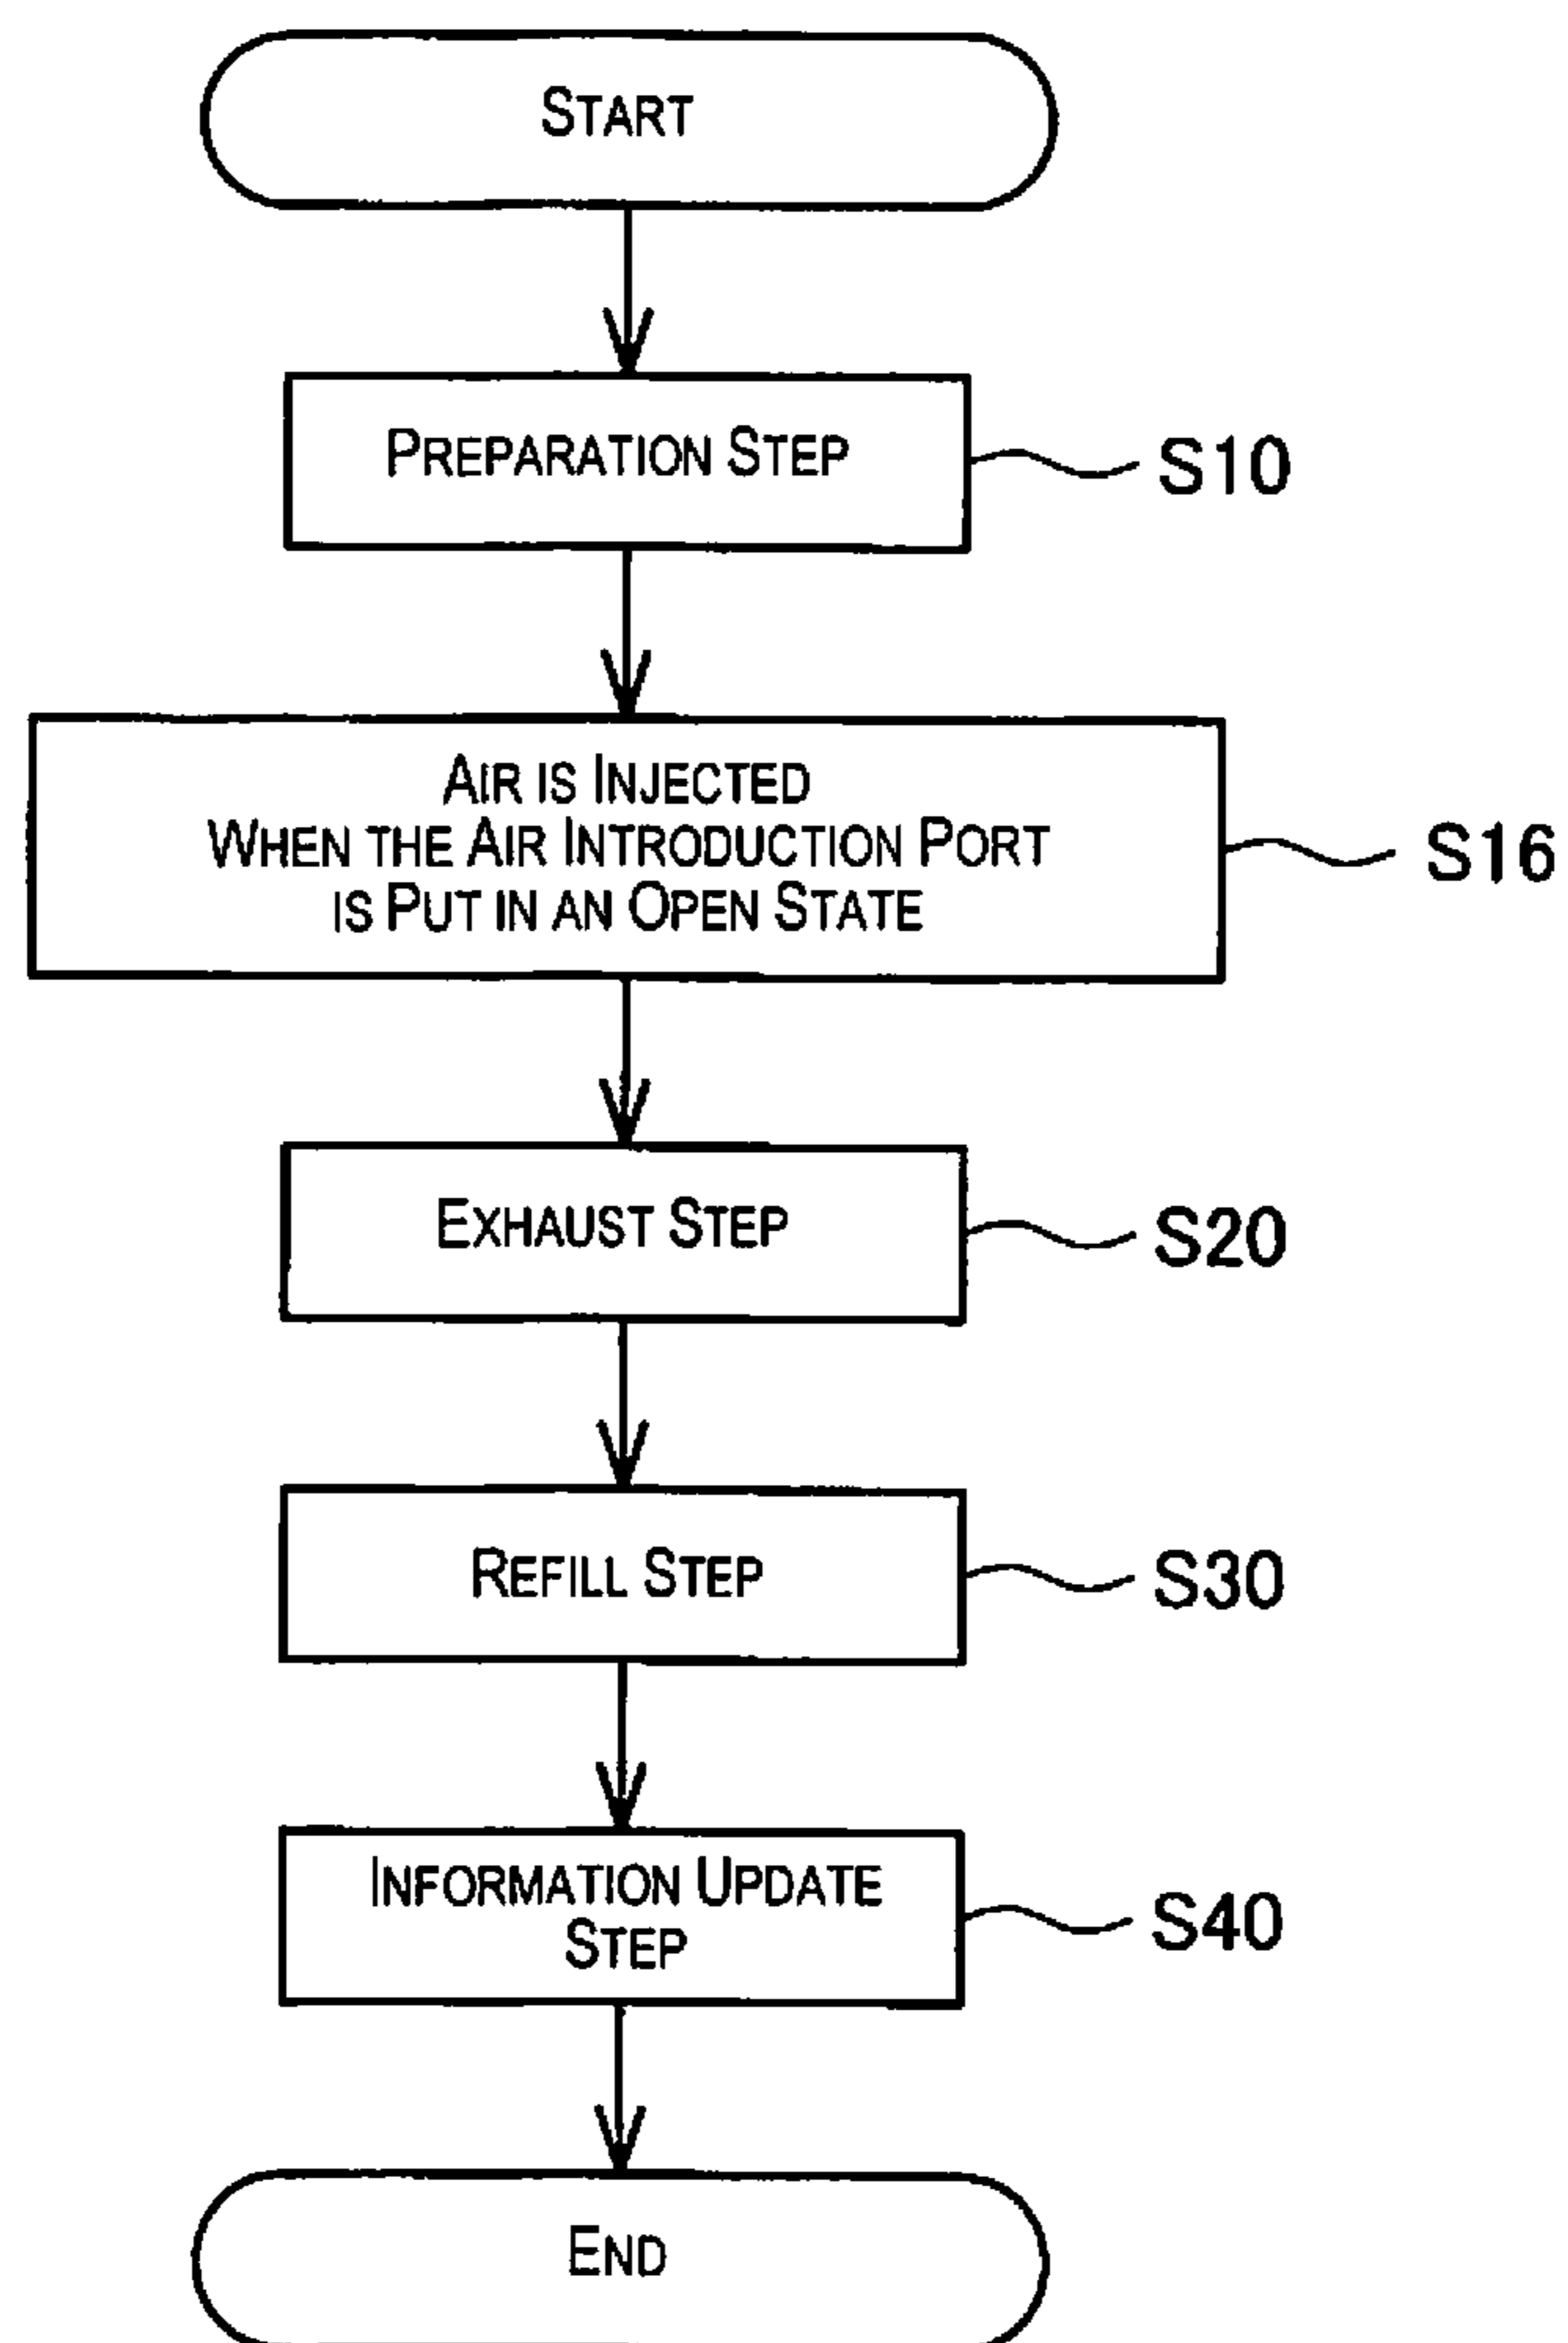 START
PREPARATION STEP
S10
AIR IS INJECTED
WHEN THE AIR INTRODUCTION PORT
IS PUT IN AN OPEN STATE
S16
EXHAUST STEP
S20
REFILL STEP
S30
INFORMATION UPDATE
STEP
S40
END